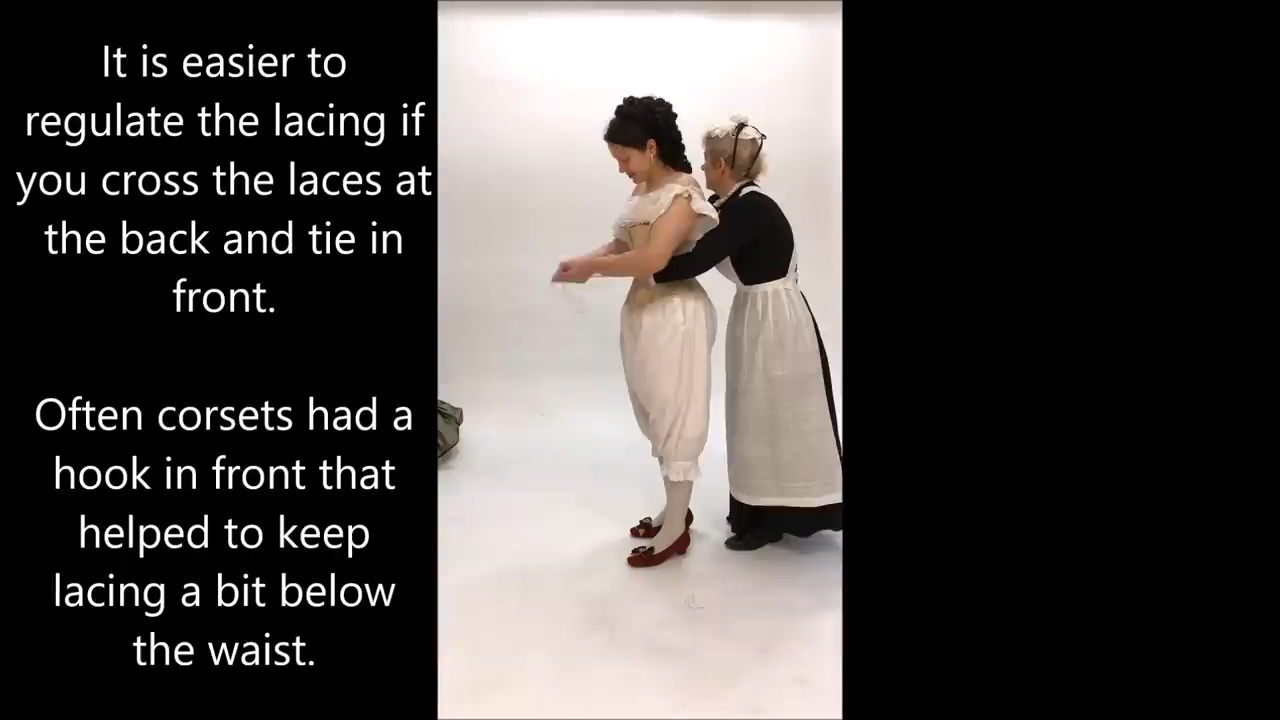 It is easier to
regulate the lacing if
you cross the laces at
the back and tie in
front.
Often corsets had a
hook in front that
helped to keep
lacing a bit below
the waist.